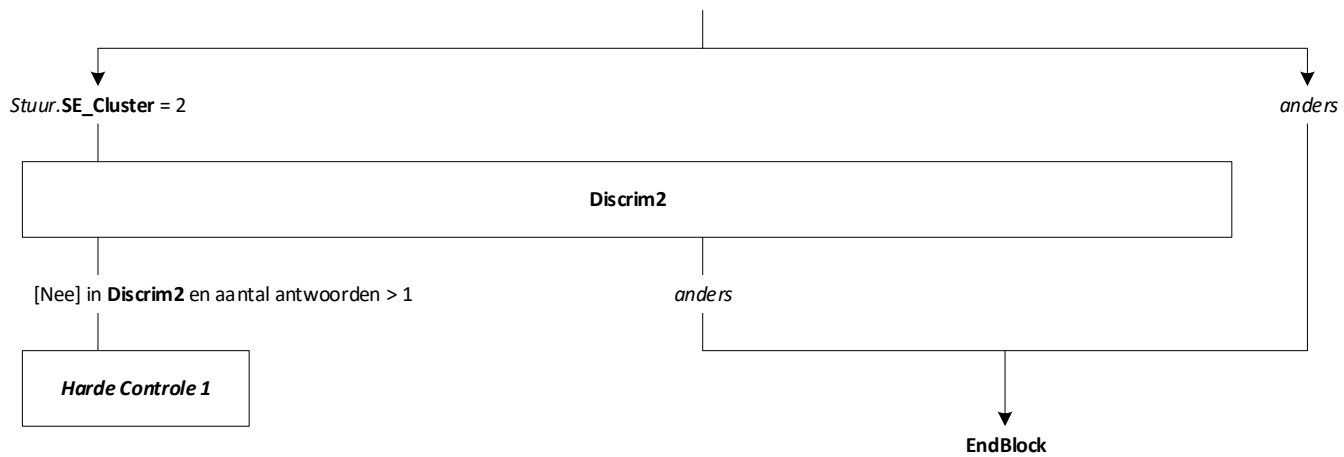 Stuur.SE_Cluster = 2
anders
Discrim2
[Nee] in Discrim2 en aantal antwoorden > 1
anders
Harde Controle 1
EndBlock